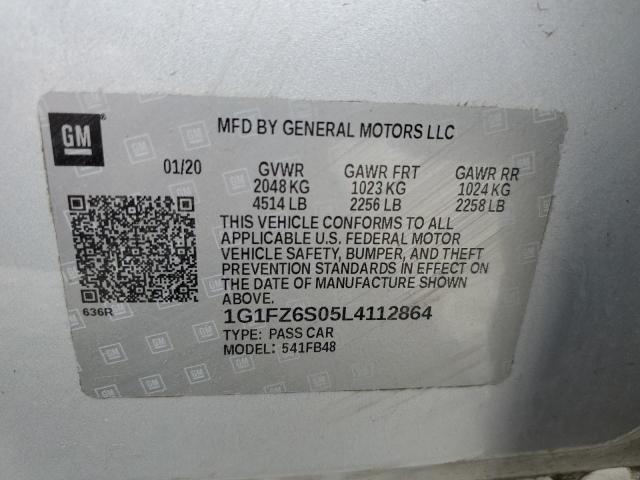 GM
MFD BY GENERAL MOTORS LLC
01/20 GVWR GAWR FRT GAWR RR
2048 KG 1023 KG 1024 KG
4514 LB 2256 LB 2258 LB
THIS VEHICLE CONFORMS TO ALL
APPLICABLE U.S. FEDERAL MOTOR
VEHICLE SAFETY, BUMPER, AND THEFT
PREVENTION STANDARDS IN EFFECT ON
THE DATE OF MANUFACTURE SHOWN
ABOVE.
636R
1G1FZ6S05L4112864
TYPE: PASS CAR
MODEL: 541FB48